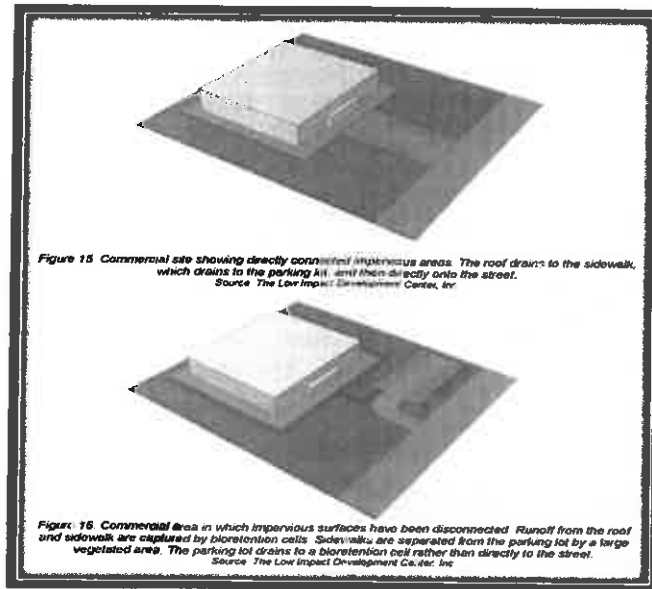 Figure 15. Commercial site showing directly connected impervious areas. The roof drains to the sidewalk,
which drains to the parking lot, and then directly onto the street.
Source: The Low Impact Development Center, Inc.
Figure 16. Commercial area in which impervious surfaces have been disconnected. Runoff from the roof
and sidewalk are captured by bioretention cells. Sidewalks are separated from the parking lot by a large
vegetated area. The parking lot drains to a bioretention cell rather than directly to the street.
Source: The Low Impact Development Center, Inc.